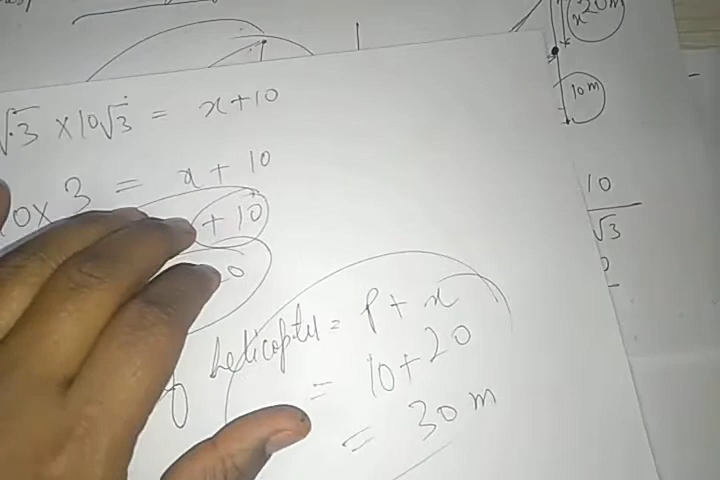 √3 × 10√3 = x + 10
10 × 3 = x + 10
+ 10
20
helicopter = P + x
= 10 + 20
= 30 m
x 20 m
10 m
10
√3